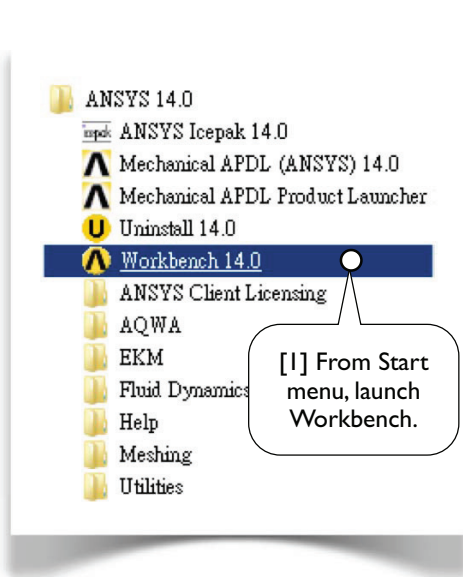 ANSYS 14.0
ANSYS Icepak 14.0
Mechanical APDL (ANSYS) 14.0
Mechanical APDL Product Launcher
Uninstall 14.0
Workbench 14.0
ANSYS Client Licensing
AQWA
EKM
Fluid Dynamics
Help
Meshing
Utilities
[1] From Start
menu, launch
Workbench.